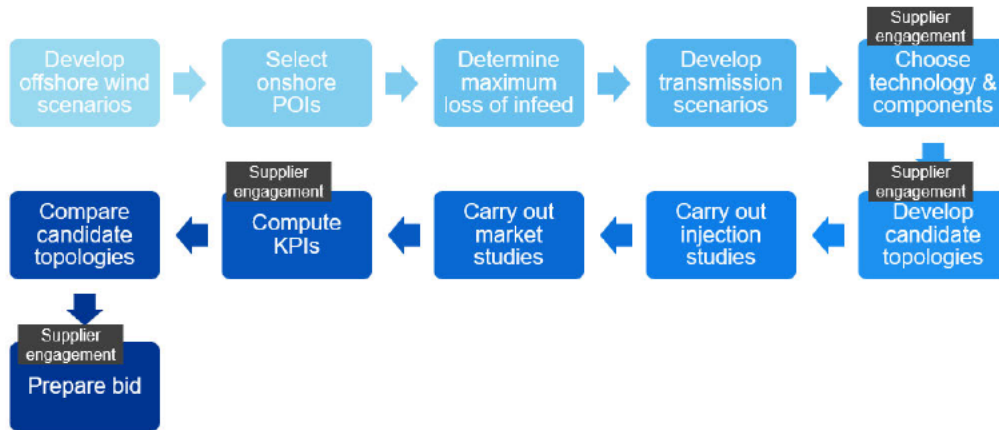 Supplier
engagement
Develop
offshore wind
scenarios
Select
onshore
POIs
Determine
maximum
loss of infeed
Develop
transmission
scenarios
Choose
technology &
components
Supplier
engagement
Compare
candidate
topologies
Supplier
engagement
Compute
KPIs
Carry out
market
studies
Carry out
injection
studies
Develop
candidate
topologies
Supplier
engagement
Prepare bid